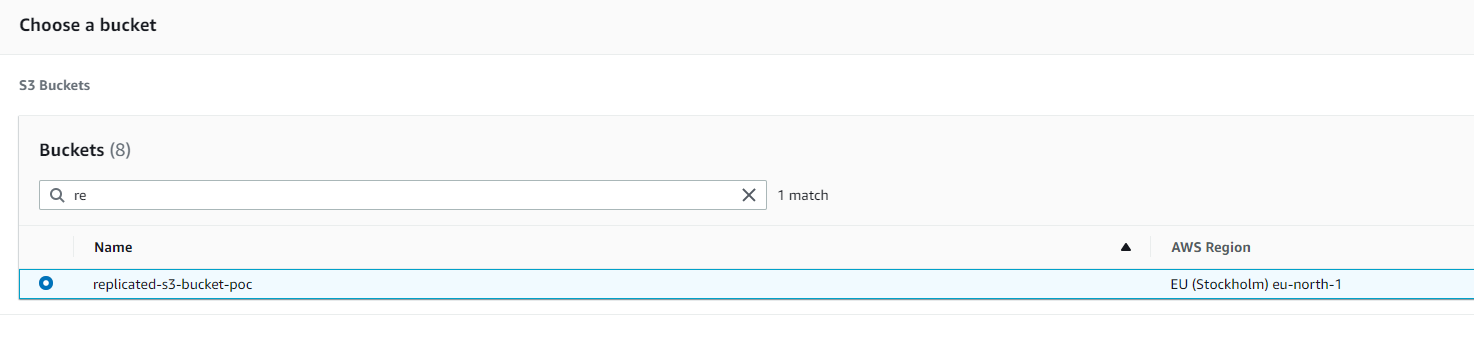 Choose a bucket
S3 Buckets
Buckets (8)
re 1 match
Name AWS Region
replicated-s3-bucket-poc EU (Stockholm) eu-north-1